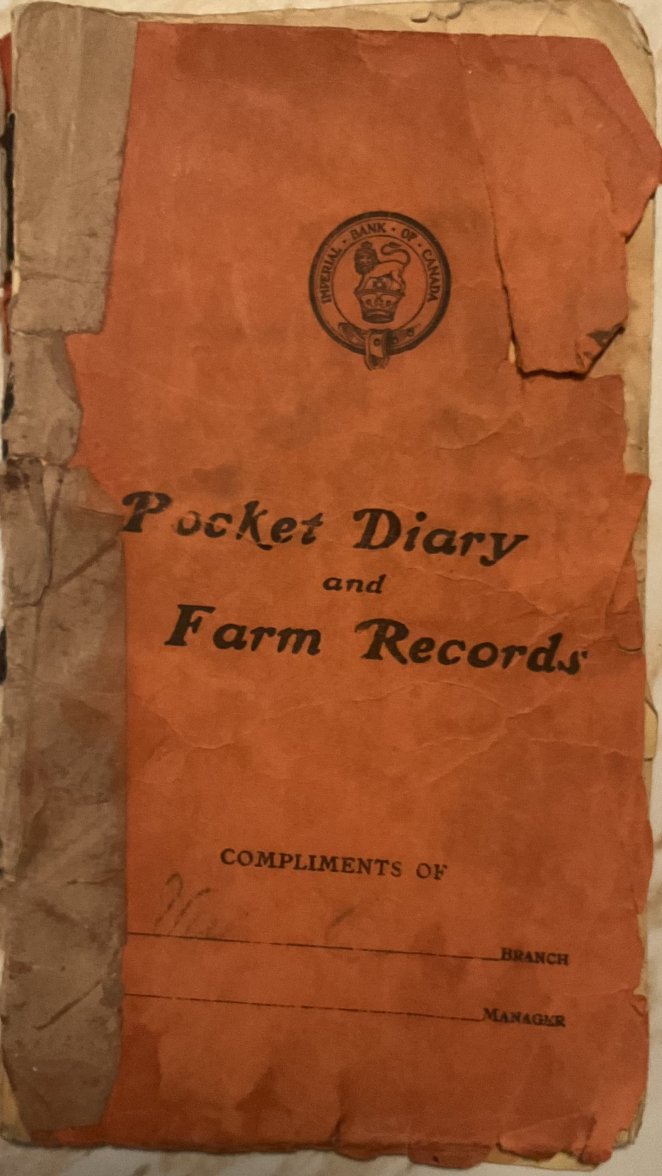 IMPERIAL · BANK · OF · CANADA
Pocket Diary
and
Farm Records
COMPLIMENTS OF
BRANCH
MANAGER